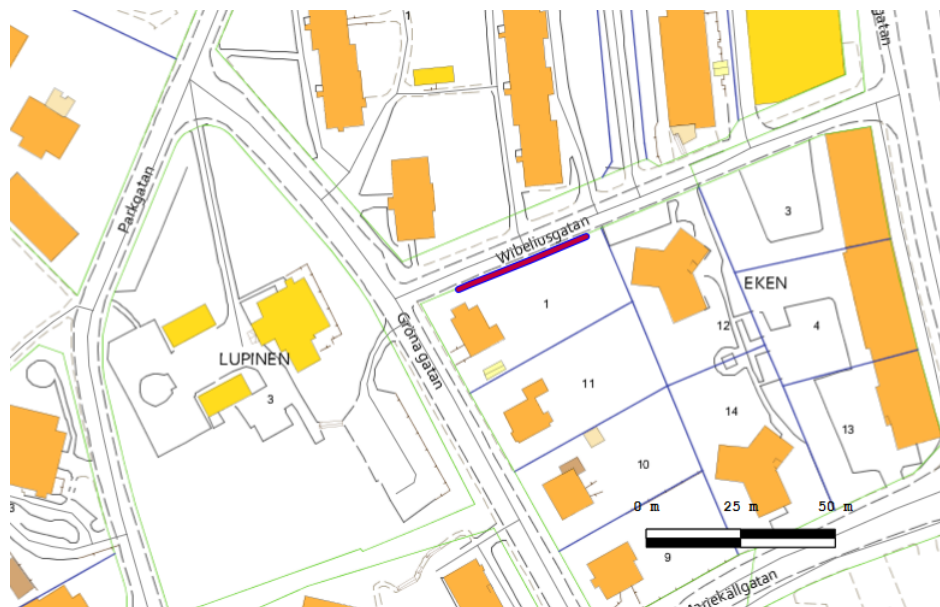 1
gatan
Parkgatan
3
Wibeliusgatan
EKEN
1
12
4
Gröna gatan
LUPINEN
11
3
14
13
10
0 m
25 m
50 m
9
Mariekällgatan